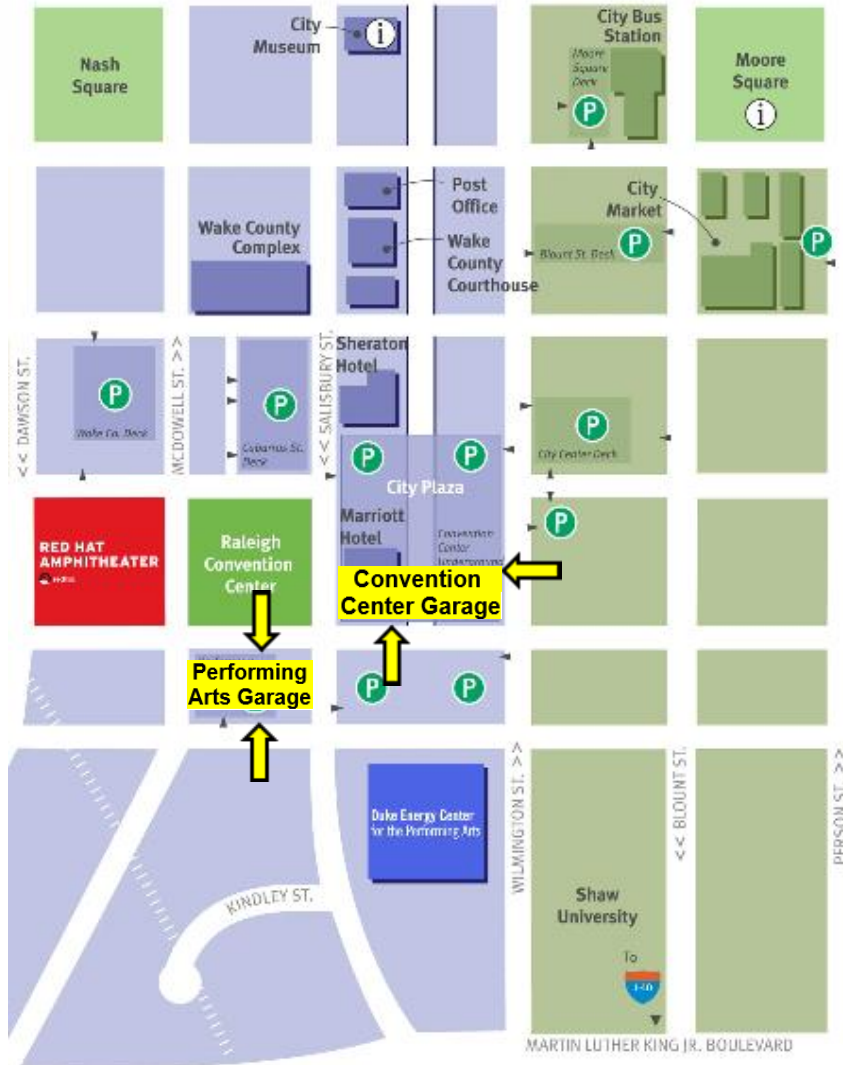 City
Museum
i
City Bus
Station
Nash
Square
Moore
Square
Deck
P
Moore
Square
i
Post
Office
City
Market
Wake County
Complex
Wake
County
Courthouse
Blount St. Deck
P
P
<< DAWSON ST.
MCDOWELL ST. >>
<< SALISBURY ST.
Sheraton
Hotel
P
Wake Co. Deck
P
Cabarrus St.
Deck
P
P
City Plaza
P
City Center Deck
RED HAT
AMPHITHEATER
Raleigh
Convention
Center
Marriott
Hotel
Convention
Center
Underground
P
Convention
Center Garage
Performing
Arts Garage
P
P
Duke Energy Center
for the Performing Arts
WILMINGTON ST. >>
<< BLOUNT ST.
PERSON ST. >>
KINDLEY ST.
Shaw
University
To
I-40
MARTIN LUTHER KING JR. BOULEVARD